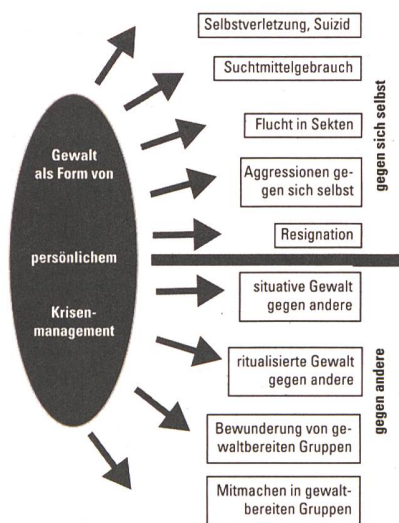 Selbstverletzung, Suizid
Suchtmittelgebrauch
Flucht in Sekten
Aggressionen ge-
gen sich selbst
Resignation
gegen sich selbst
Gewalt
als Form von
persönlichem
Krisen-
management
situative Gewalt
gegen andere
ritualisierte Gewalt
gegen andere
Bewunderung von ge-
waltbereiten Gruppen
Mitmachen in gewalt-
bereiten Gruppen
gegen andere